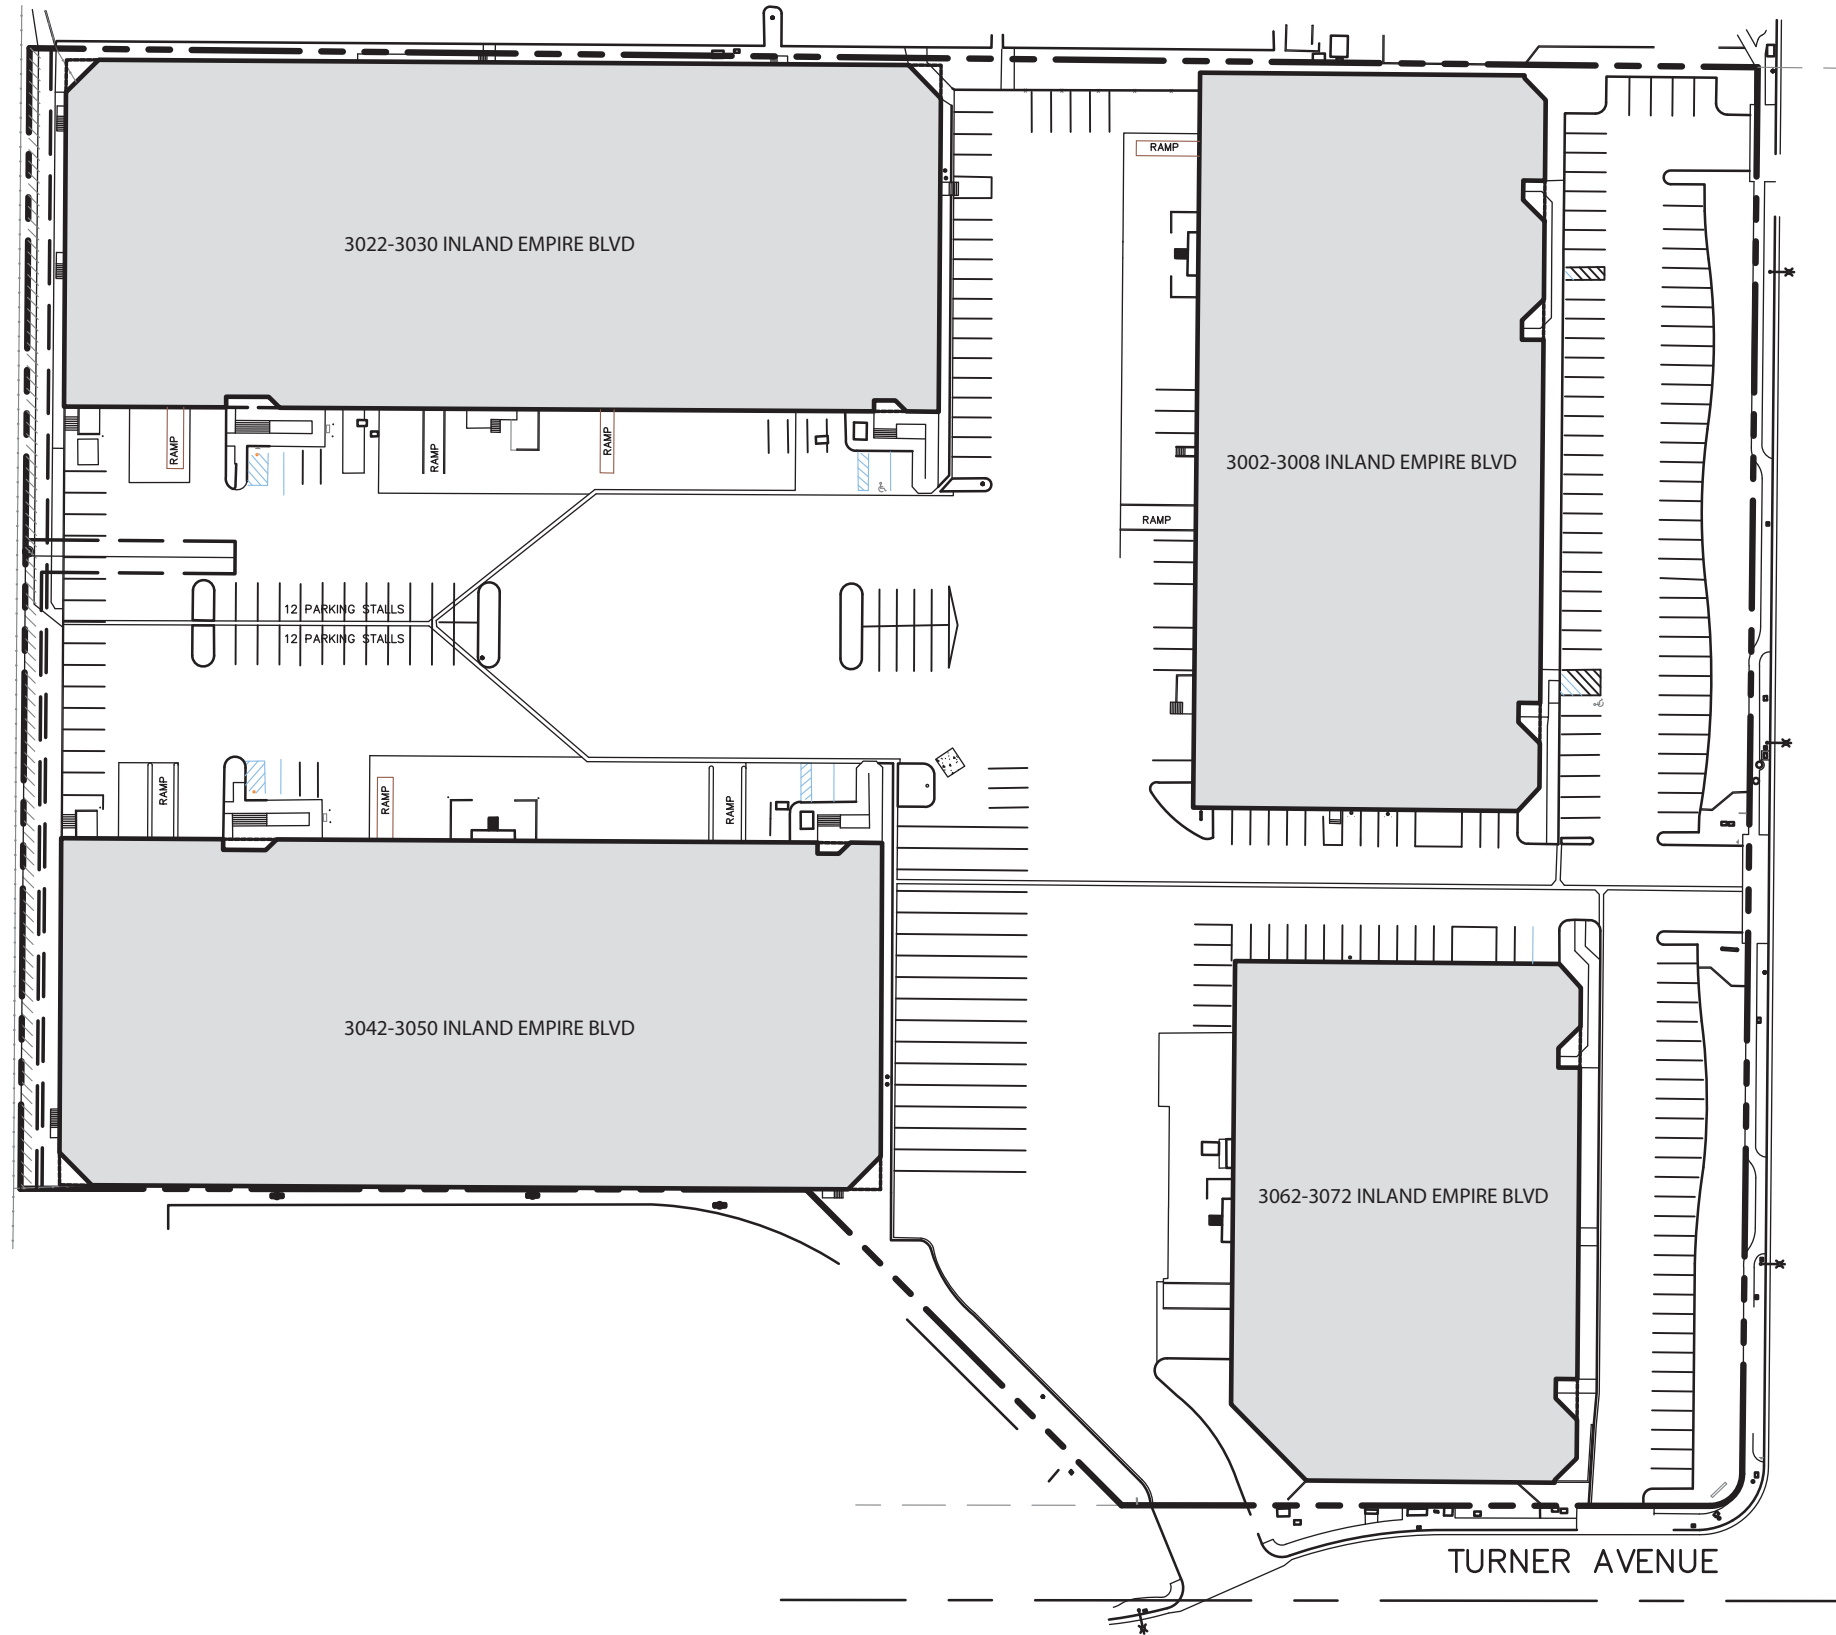 RAMP
3022-3030 INLAND EMPIRE BLVD
RAMP
RAMP
RAMP
3002-3008 INLAND EMPIRE BLVD
RAMP
12 PARKING STALLS
12 PARKING STALLS
RAMP
RAMP
RAMP
3042-3050 INLAND EMPIRE BLVD
3062-3072 INLAND EMPIRE BLVD
TURNER AVENUE